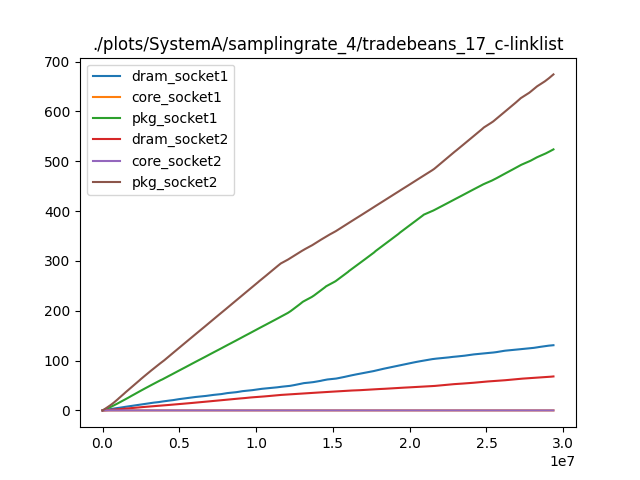 ./plots/SystemA/samplingrate_4/tradebeans_17_c-linklist
700
600
500
400
300
200
100
0
dram_socket1
core_socket1
pkg_socket1
dram_socket2
core_socket2
pkg_socket2
0.0 0.5 1.0 1.5 2.0 2.5 3.0
1e7